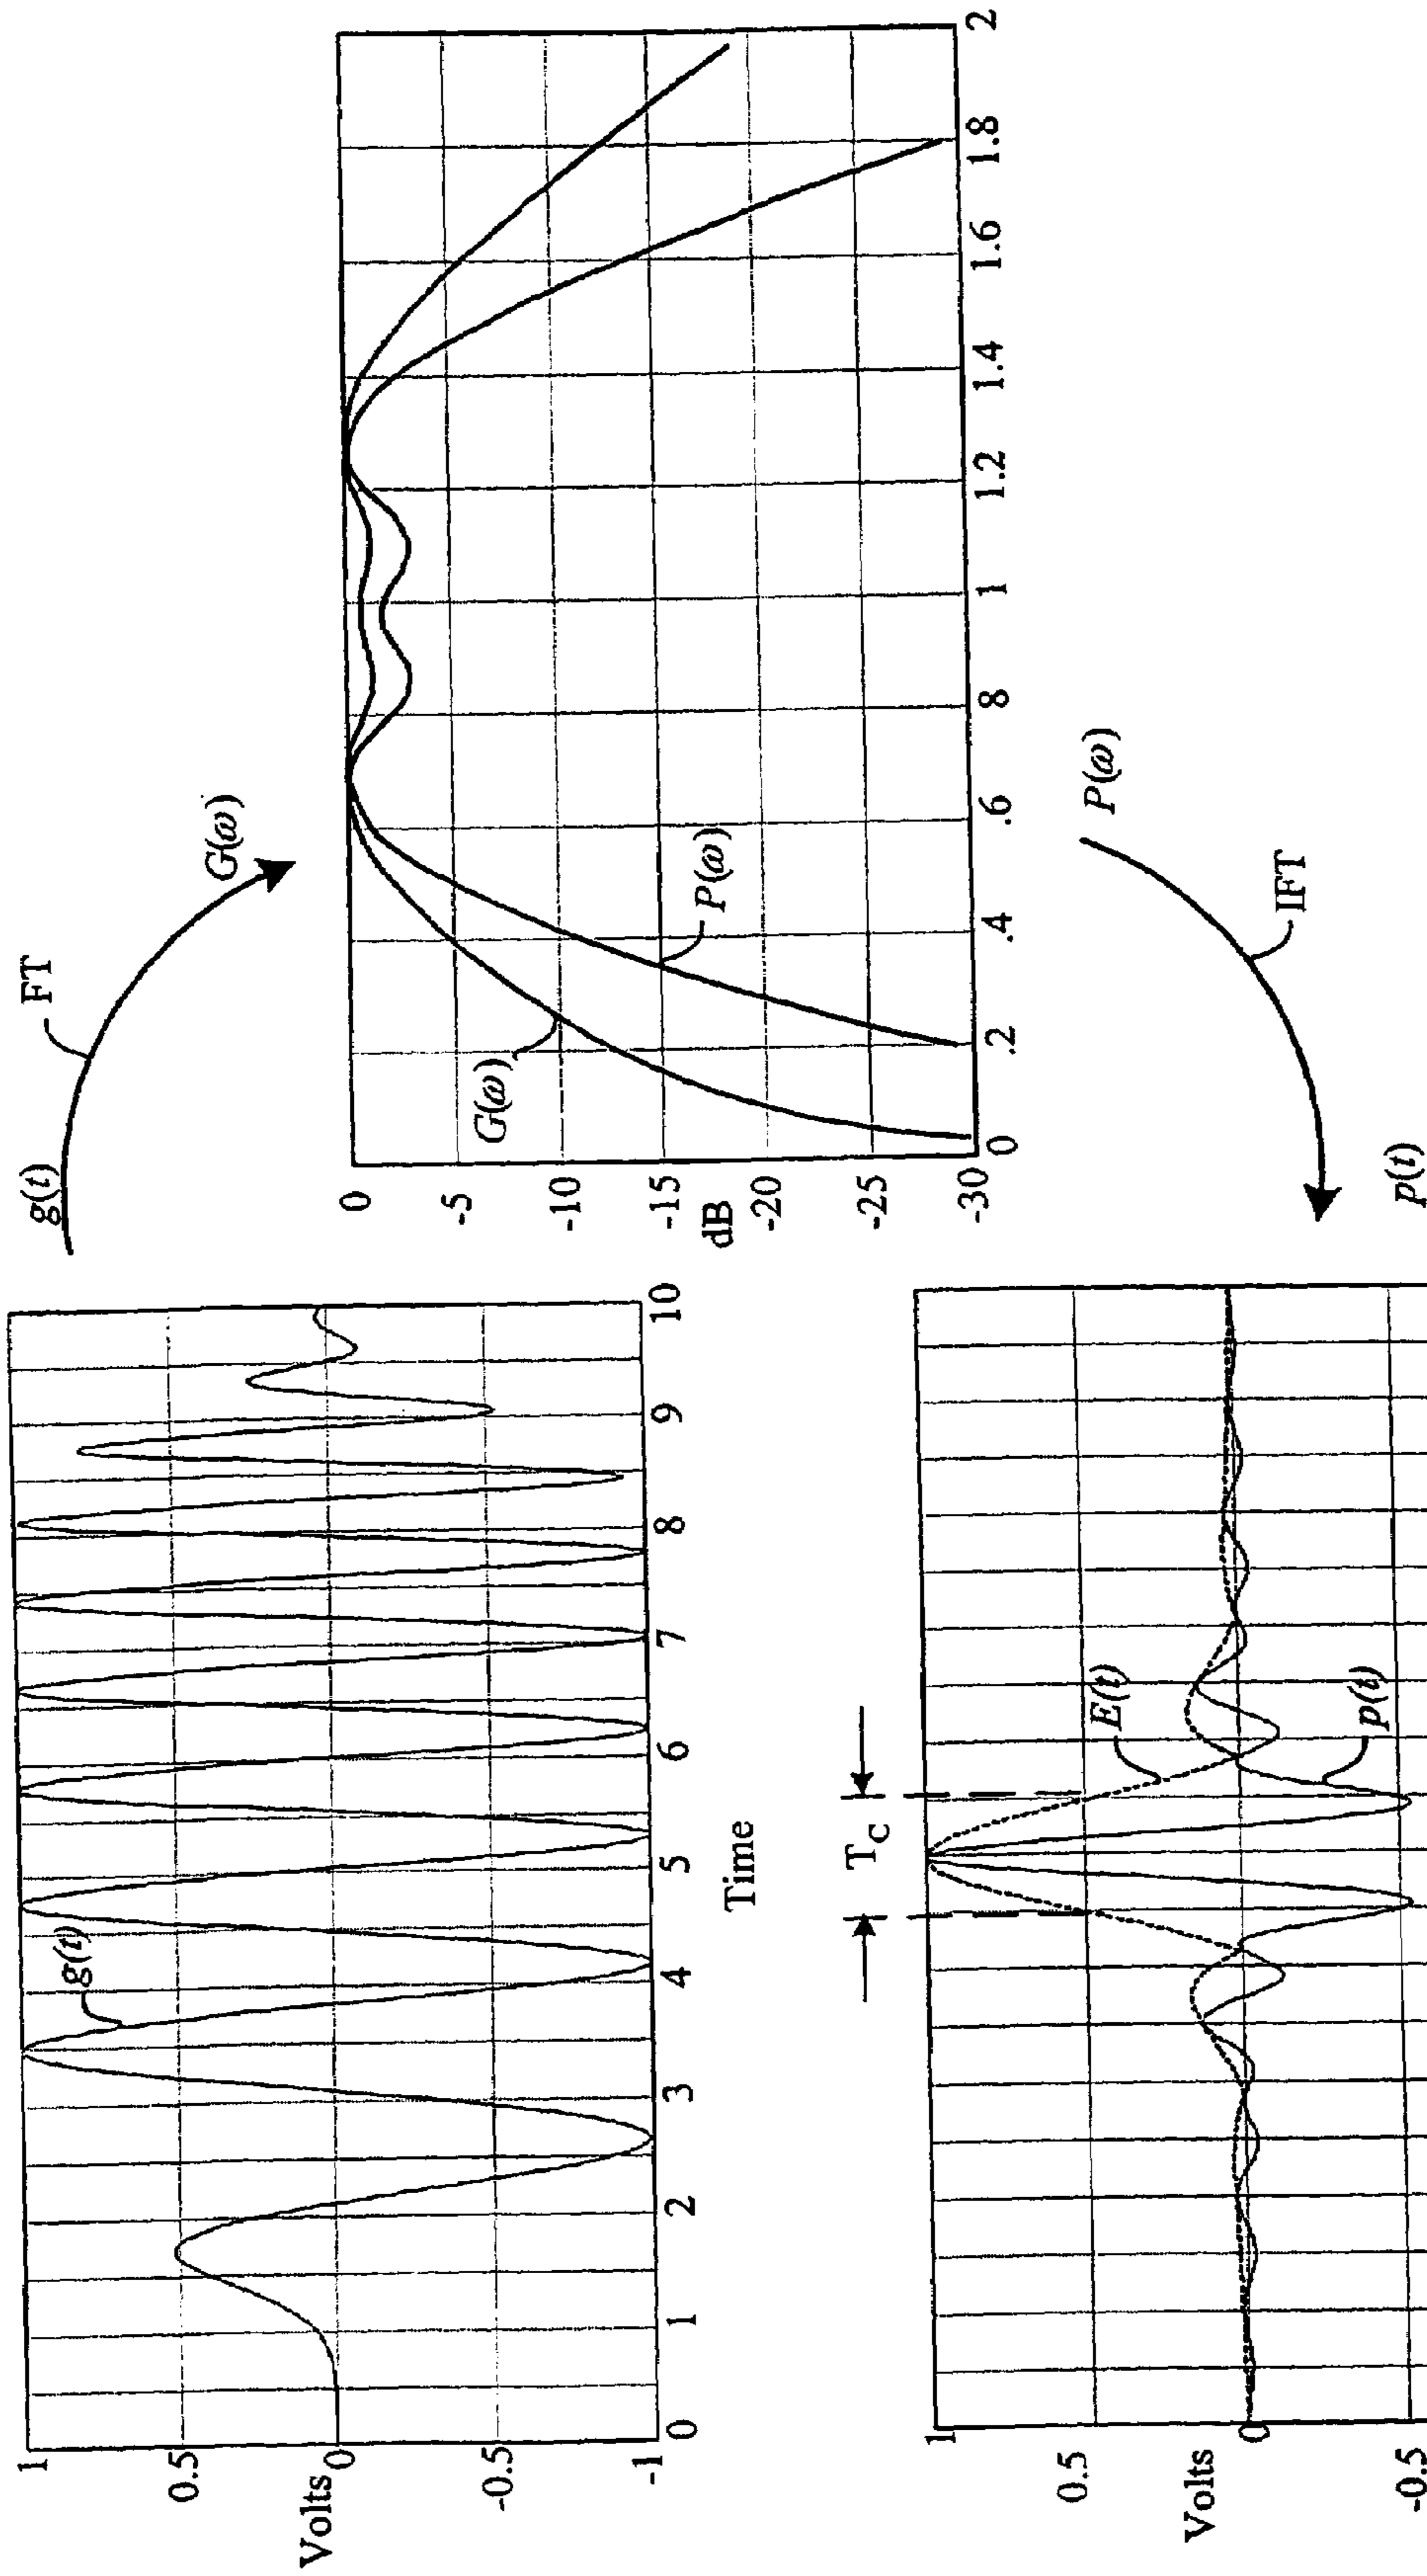 g(t)
FT
G(ω)
1
0.5
Volts 0
-0.5
-1
g(t)
0 1 2 3 4 5 6 7 8 9 10
Time
0
-5
-10
-15
dB
-20
-25
-30
G(ω)
P(ω)
0 .2 .4 .6 8 1 1.2 1.4 1.6 1.8 2
P(ω)
IFT
p(t)
T_C
1
0.5
Volts 0
-0.5
0
E(t)
p(t)